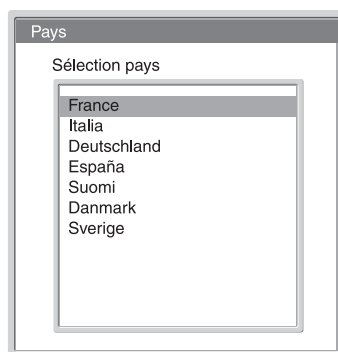 Pays
Sélection pays
France
Italia
Deutschland
España
Suomi
Danmark
Sverige